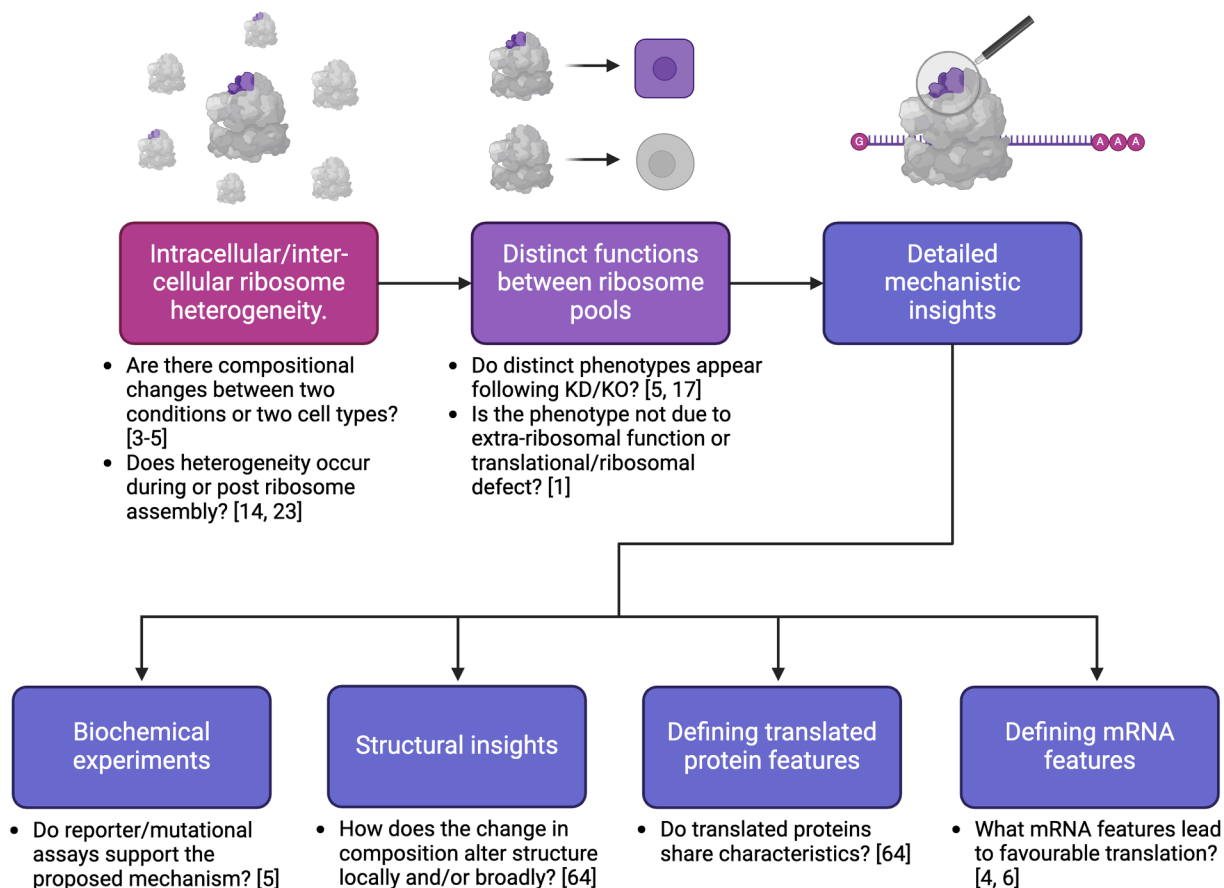 G
A A A
Intracellular/inter-
cellular ribosome
heterogeneity.
Distinct functions
between ribosome
pools
Detailed
mechanistic
insights
• Are there compositional
changes between two
conditions or two cell types?
[3-5]
• Does heterogeneity occur
during or post ribosome
assembly? [14, 23]
• Do distinct phenotypes appear
following KD/KO? [5, 17]
• Is the phenotype not due to
extra-ribosomal function or
translational/ribosomal
defect? [1]
Biochemical
experiments
Structural insights
Defining translated
protein features
Defining mRNA
features
• Do reporter/mutational
assays support the
proposed mechanism? [5]
• How does the change in
composition alter structure
locally and/or broadly? [64]
• Do translated proteins
share characteristics? [64]
• What mRNA features lead
to favourable translation?
[4, 6]